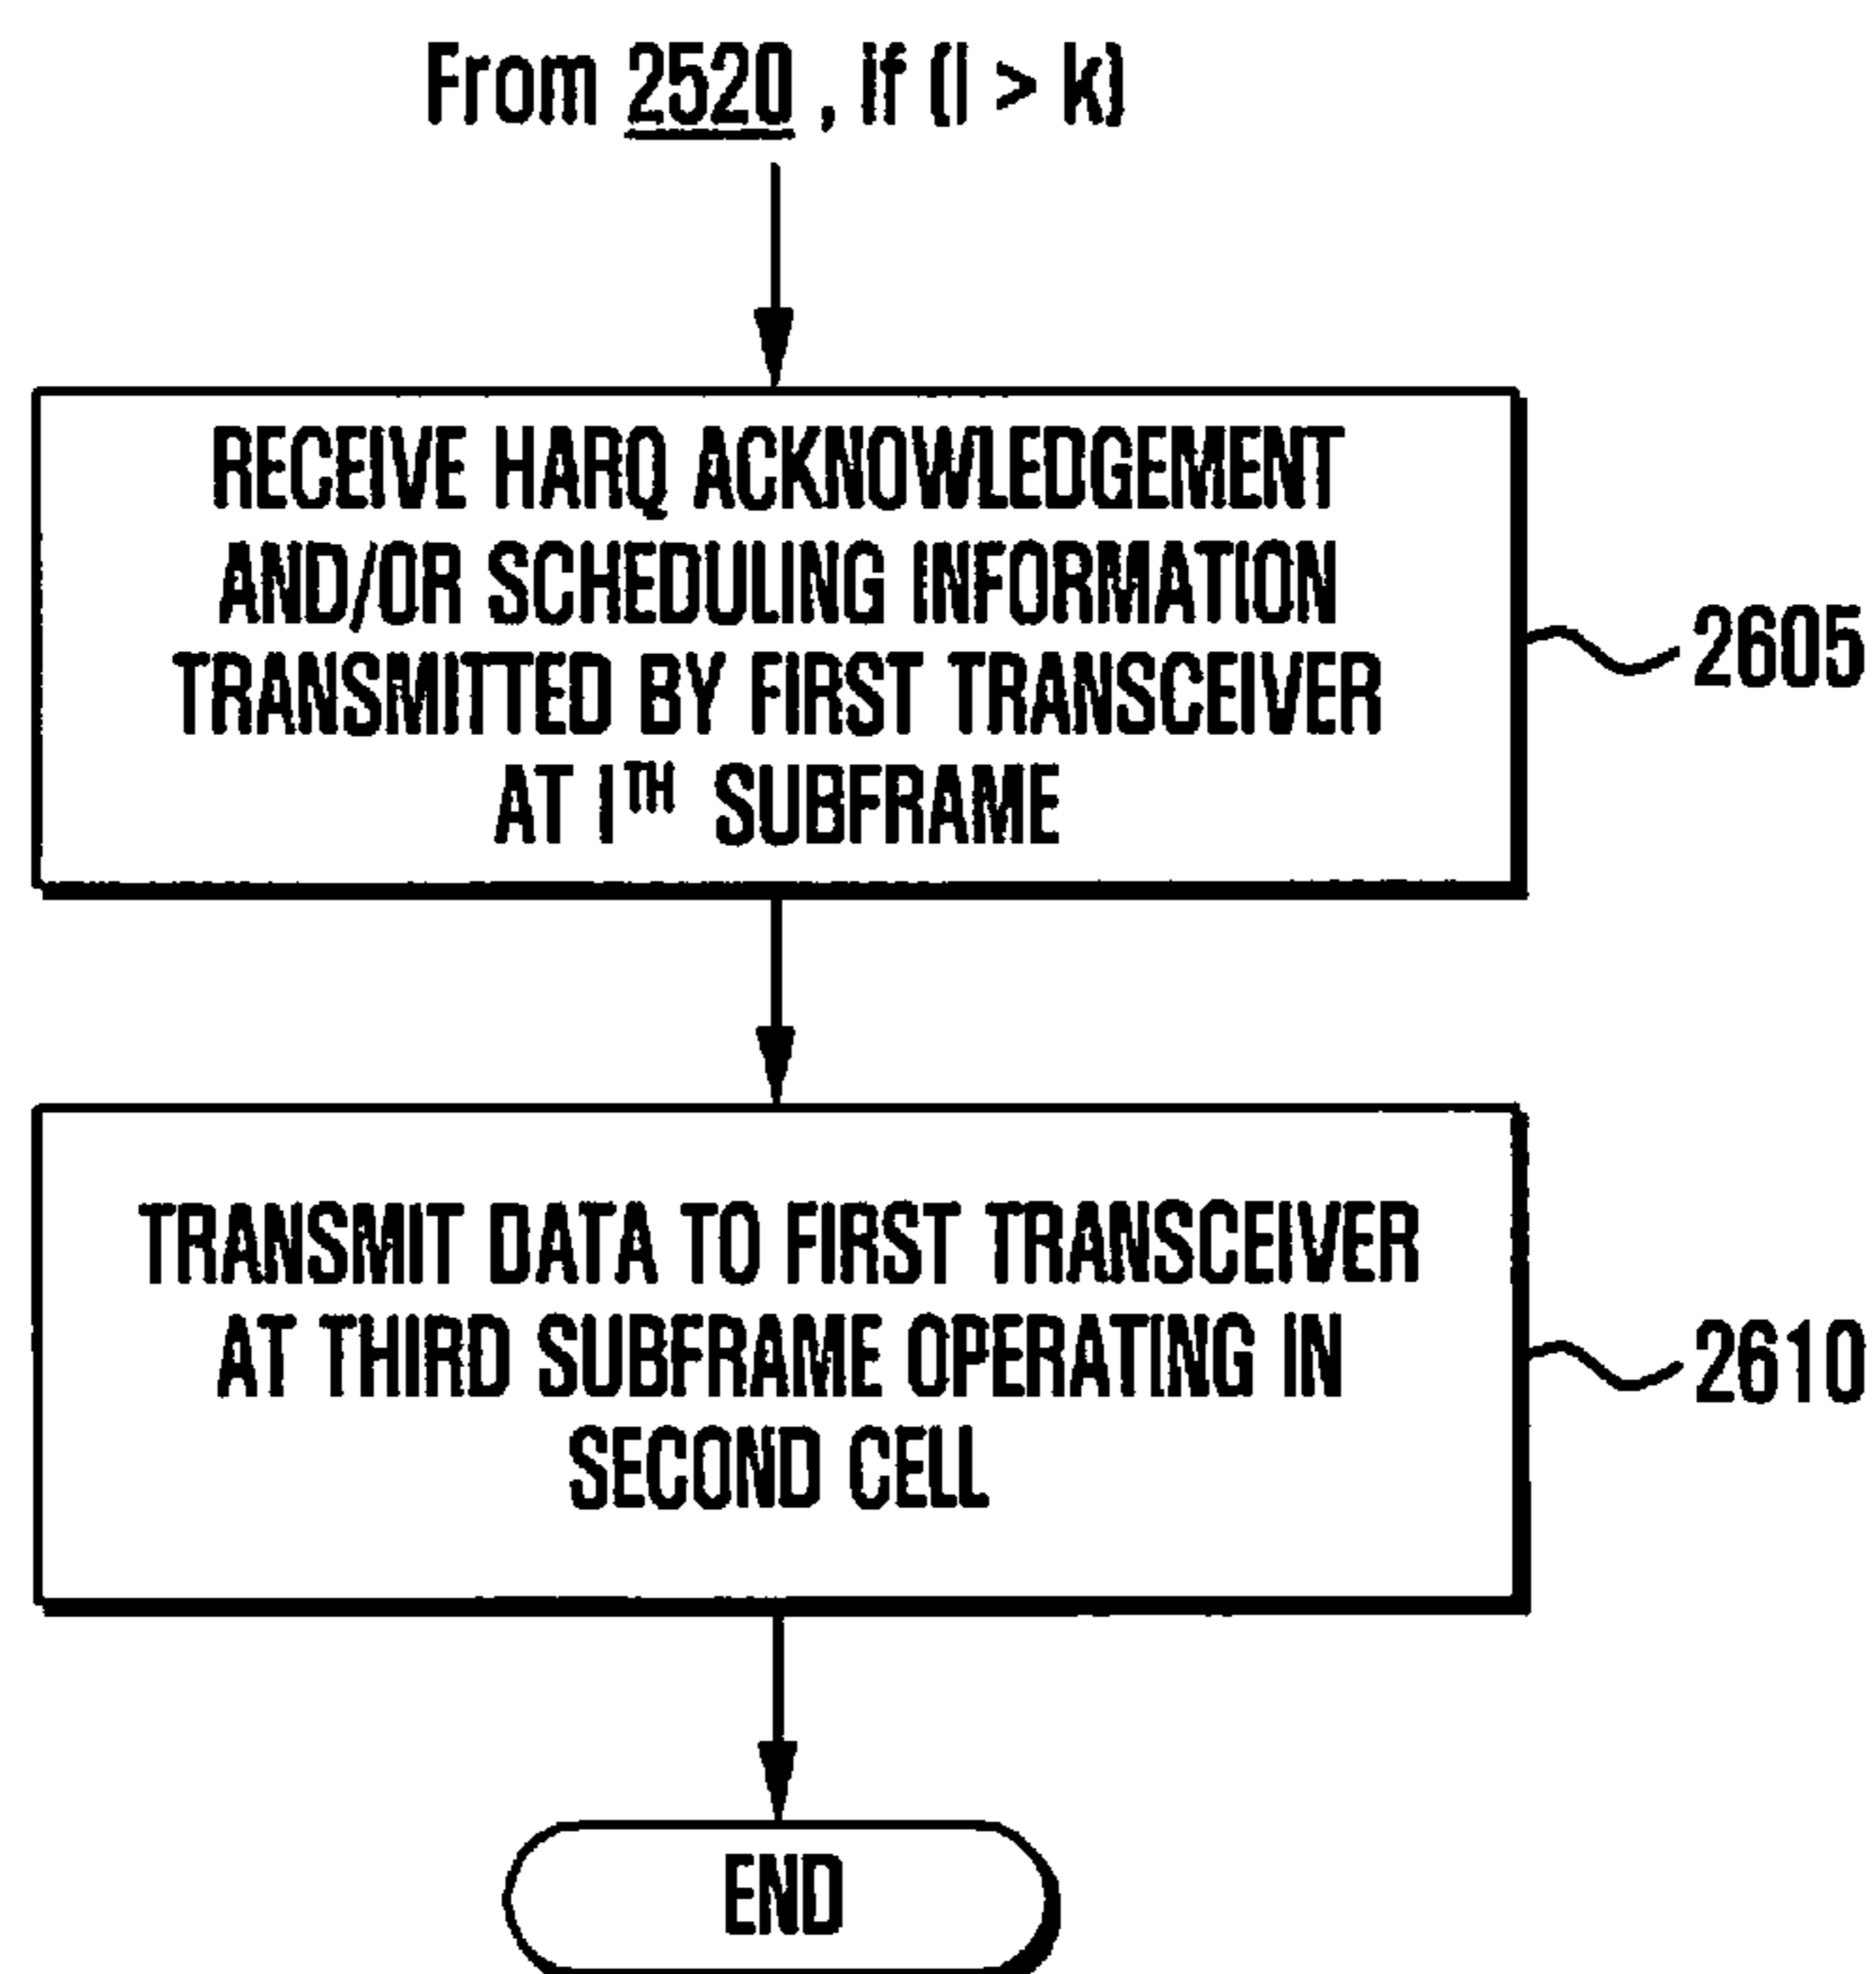 From 2520 , if (l > k)
RECEIVE HARQ ACKNOWLEDGEMENT
AND/OR SCHEDULING INFORMATION
TRANSMITTED BY FIRST TRANSCEIVER
AT lTH SUBFRAME
2605
TRANSMIT DATA TO FIRST TRANSCEIVER
AT THIRD SUBFRAME OPERATING IN
SECOND CELL
2610
END